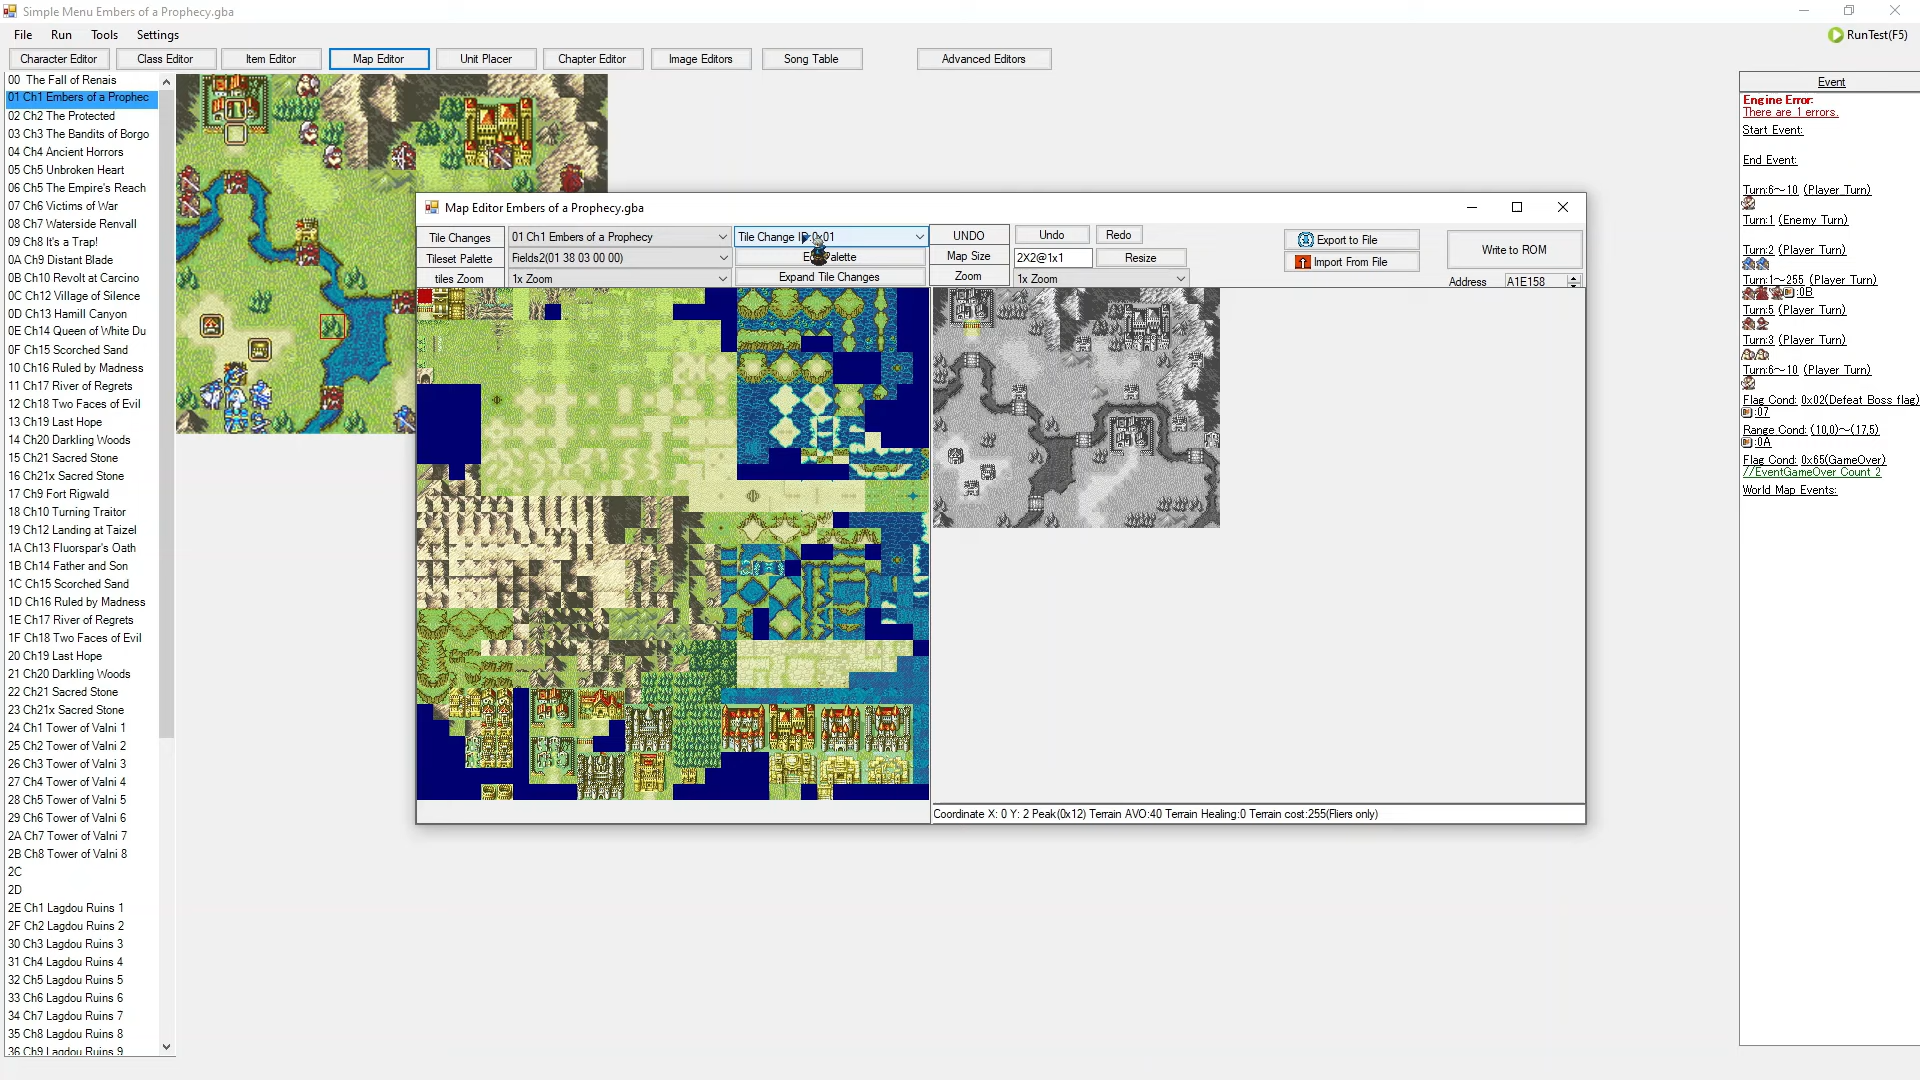 Simple Menu Embers of a Prophecy.gba
File Run Tools Settings
RunTest(F5)
Character Editor Class Editor Item Editor Map Editor Unit Placer Chapter Editor Image Editors Song Table Advanced Editors
00 The Fall of Renais
01 Ch1 Embers of a Prophec
02 Ch2 The Protected
03 Ch3 The Bandits of Borgo
04 Ch4 Ancient Horrors
05 Ch5 Unbroken Heart
06 Ch5 The Empire's Reach
07 Ch6 Victims of War
08 Ch7 Waterside Renvall
09 Ch8 It's a Trap!
0A Ch9 Distant Blade
0B Ch10 Revolt at Carcino
0C Ch12 Village of Silence
0D Ch13 Hamill Canyon
0E Ch14 Queen of White Du
0F Ch15 Scorched Sand
10 Ch16 Ruled by Madness
11 Ch17 River of Regrets
12 Ch18 Two Faces of Evil
13 Ch19 Last Hope
14 Ch20 Darkling Woods
15 Ch21 Sacred Stone
16 Ch21x Sacred Stone
17 Ch9 Fort Rigwald
18 Ch10 Turning Traitor
19 Ch12 Landing at Taizel
1A Ch13 Fluorspar's Oath
1B Ch14 Father and Son
1C Ch15 Scorched Sand
1D Ch16 Ruled by Madness
1E Ch17 River of Regrets
1F Ch18 Two Faces of Evil
20 Ch19 Last Hope
21 Ch20 Darkling Woods
22 Ch21 Sacred Stone
23 Ch21x Sacred Stone
24 Ch1 Tower of Valni 1
25 Ch2 Tower of Valni 2
26 Ch3 Tower of Valni 3
27 Ch4 Tower of Valni 4
28 Ch5 Tower of Valni 5
29 Ch6 Tower of Valni 6
2A Ch7 Tower of Valni 7
2B Ch8 Tower of Valni 8
2C
2D
2E Ch1 Lagdou Ruins 1
2F Ch2 Lagdou Ruins 2
30 Ch3 Lagdou Ruins 3
31 Ch4 Lagdou Ruins 4
32 Ch5 Lagdou Ruins 5
33 Ch6 Lagdou Ruins 6
34 Ch7 Lagdou Ruins 7
35 Ch8 Lagdou Ruins 8
36 Ch9 Lagdou Ruins 9
Map Editor Embers of a Prophecy.gba
Tile Changes 01 Ch1 Embers of a Prophecy Tile Change ID:0x01 UNDO Undo Redo
Tileset Palette Fields2(01 38 03 00 00) Palette Map Size 2X2@1x1 Resize
tiles Zoom 1x Zoom Expand Tile Changes Zoom 1x Zoom
Export to File
Import From File
Write to ROM
Address A1E158
Coordinate X: 0 Y: 2 Peak(0x12) Terrain AVO:40 Terrain Healing:0 Terrain cost:255(Fliers only)
Event
Engine Error:
There are 1 errors.
Start Event:
End Event:
Turn:6～10 (Player Turn)
Turn:1 (Enemy Turn)
Turn:2 (Player Turn)
Turn:1～255 (Player Turn)
:0B
Turn:5 (Player Turn)
Turn:3 (Player Turn)
Turn:6～10 (Player Turn)
Flag Cond: 0x02(Defeat Boss flag)
:07
Range Cond: (10,0)～(17,5)
:0A
Flag Cond: 0x65(GameOver)
//EventGameOver Count 2
World Map Events: